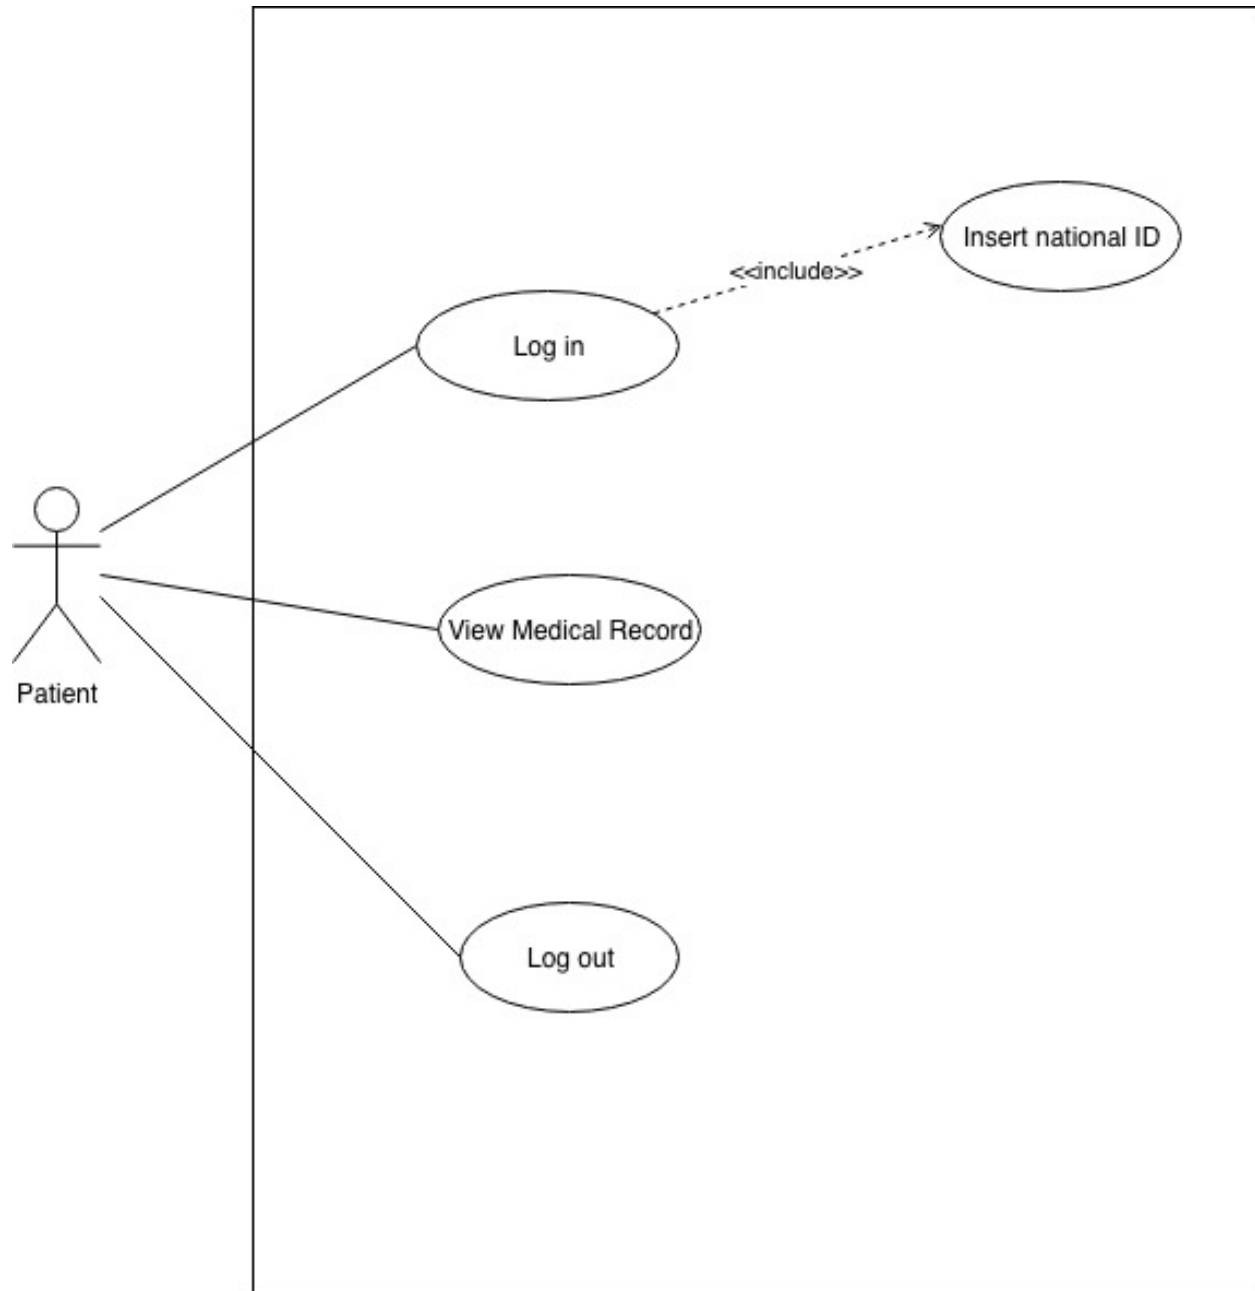 Insert national ID
<<include>>
Log in
View Medical Record
Patient
Log out